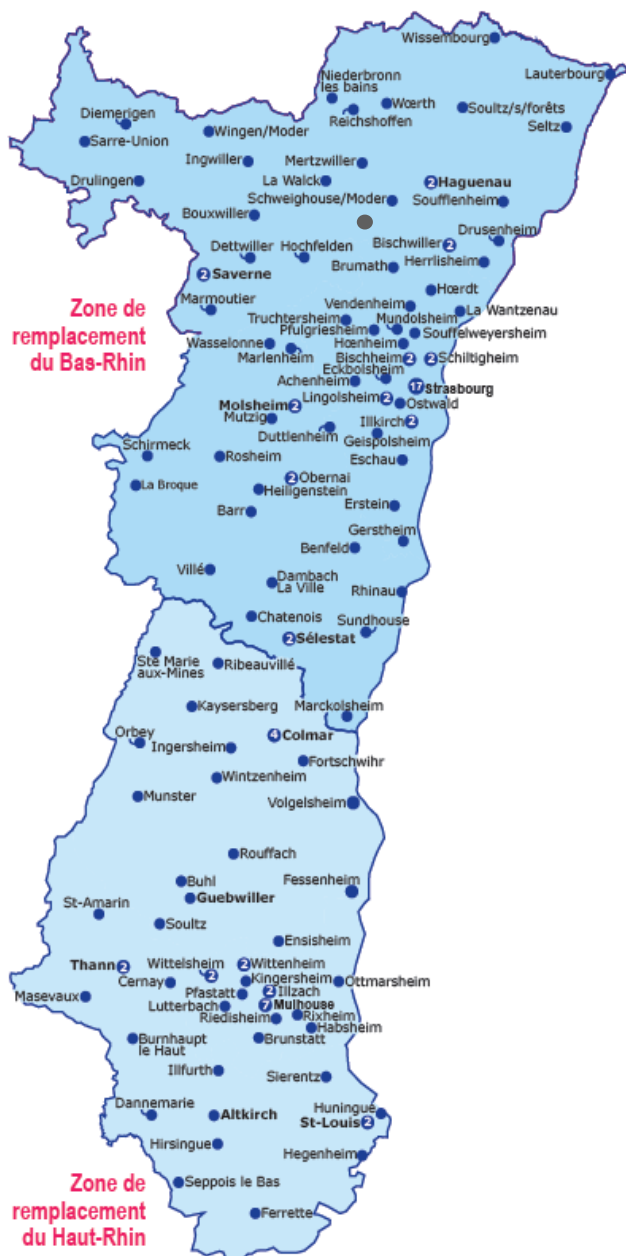 Wissembourg
Lauterbourg
Niederbronn
les bains
Wœrth
Soultz/s/forêts
Reichshoffen
Diemerigen
Sarre-Union
Wingen/Moder
Seltz
Ingwiller
Mertzwiller
Drulingen
La Walck
2 Haguenau
Schweighouse/Moder
Soufflenheim
Bouxwiller
Drusenheim
Dettwiller
Hochfelden
Bischwiller 2
2 Saverne
Brumath
Herrlisheim
Hœrdt
Zone de
remplacement
du Bas-Rhin
Marmoutier
Vendenheim
La Wantzenau
Truchtersheim
Mundolsheim
Pfulgriesheim
Souffelweyersheim
Wasselonne
Hœnheim
Marlenheim
Bischheim 2
2 Schiltigheim
Eckbolsheim
Achenheim
17 Strasbourg
Lingolsheim 2
Ostwald
Molsheim 2
Mutzig
Illkirch 2
Duttlenheim
Geispolsheim
Schirmeck
Rosheim
Eschau
La Broque
2 Obernai
Heiligenstein
Barr
Erstein
Gerstheim
Benfeld
Villé
Dambach
La Ville
Rhinau
Chatenois
Sundhouse
2 Sélestat
Ste Marie
aux-Mines
Ribeauvillé
Kaysersberg
Marckolsheim
Orbey
4 Colmar
Ingersheim
Fortschwihr
Wintzenheim
Munster
Volgelsheim
Rouffach
Buhl
Fessenheim
Guebwiller
St-Amarin
Soultz
Ensisheim
Thann 2
Wittelsheim 2
2 Wittenheim
Cernay
Kingersheim
Ottmarsheim
Masevaux
Pfastatt
2 Illzach
Lutterbach
7 Mulhouse
Riedisheim
Rixheim
Habsheim
Burnhaupt
le Haut
Brunstatt
Illfurth
Sierentz
Dannemarie
Altkirch
Huningue
St-Louis 2
Hirsingue
Hegenheim
Zone de
remplacement
du Haut-Rhin
Seppois le Bas
Ferrette